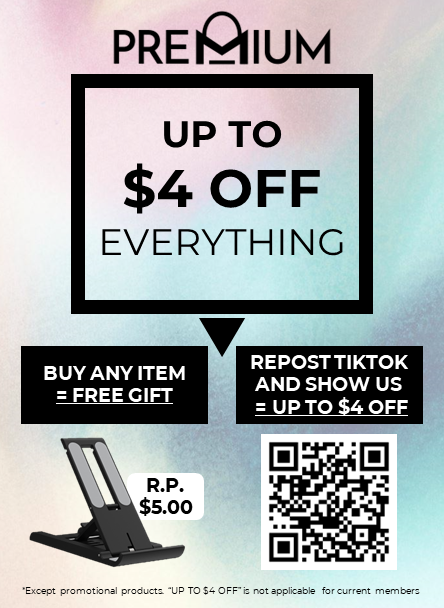 PREMIUM
UP TO
$4 OFF
EVERYTHING
BUY ANY ITEM
= FREE GIFT
REPOST TIKTOK
AND SHOW US
= UP TO $4 OFF
R.P.
$5.00
*Except promotional products. “UP TO $4 OFF” is not applicable for current members